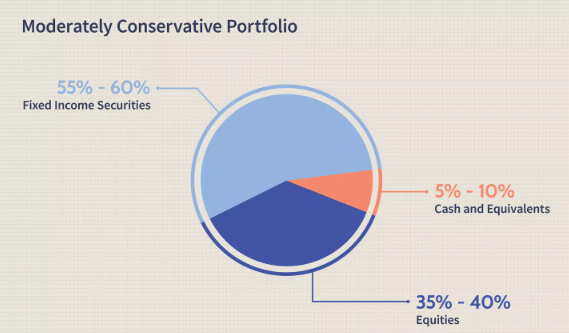 Moderately Conservative Portfolio
55% - 60%
Fixed Income Securities
5% - 10%
Cash and Equivalents
35% - 40%
Equities